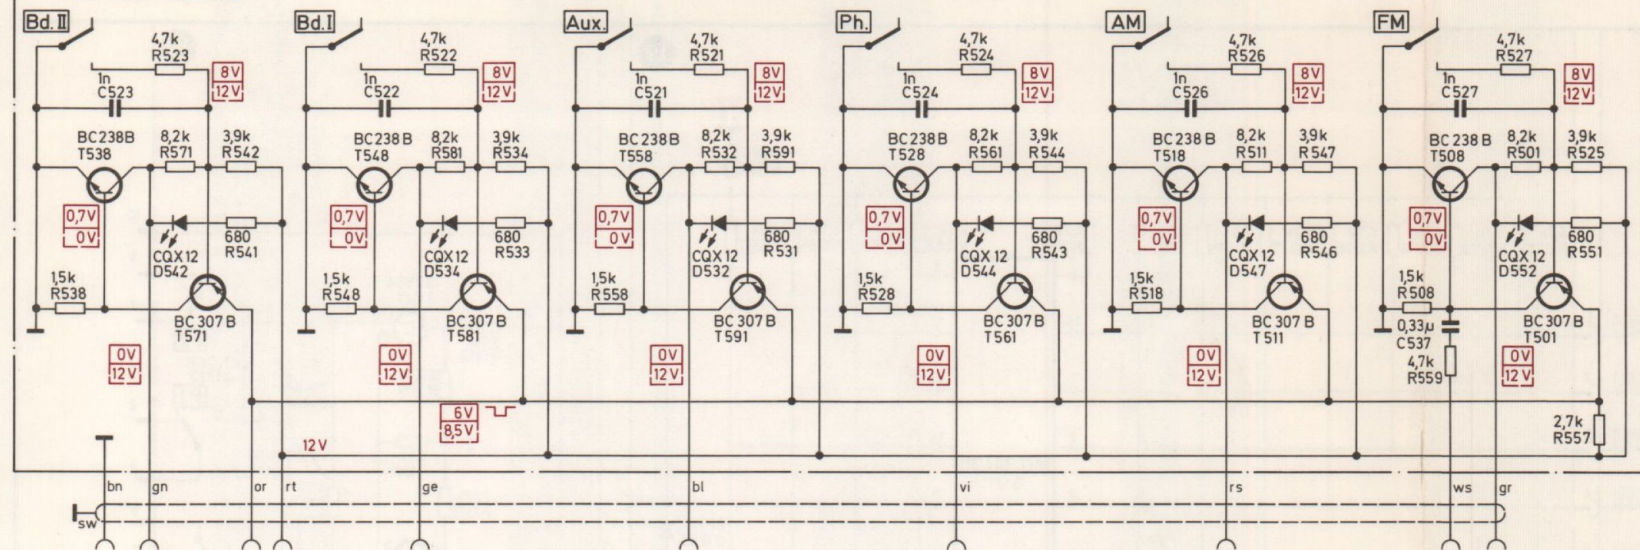 Bd. II
4,7k
R523
8V
12V
1n
C523
BC238B
T538
8,2k
R571
3,9k
R542
0,7V
0V
CQX12
D542
680
R541
1,5k
R538
BC307B
T571
0V
12V
Bd. I
4,7k
R522
8V
12V
1n
C522
BC238B
T548
8,2k
R581
3,9k
R534
0,7V
0V
CQX12
D534
680
R533
1,5k
R548
BC307B
T581
0V
12V
6V
8,5V
Aux.
4,7k
R521
8V
12V
1n
C521
BC238B
T558
8,2k
R532
3,9k
R591
0,7V
0V
CQX12
D532
680
R531
1,5k
R558
BC307B
T591
0V
12V
Ph.
4,7k
R524
8V
12V
1n
C524
BC238B
T528
8,2k
R561
3,9k
R544
0,7V
0V
CQX12
D544
680
R543
1,5k
R528
BC307B
T561
0V
12V
AM
4,7k
R526
8V
12V
1n
C526
BC238B
T518
8,2k
R511
3,9k
R547
0,7V
0V
CQX12
D547
680
R546
1,5k
R518
BC307B
T511
0V
12V
FM
4,7k
R527
8V
12V
1n
C527
BC238B
T508
8,2k
R501
3,9k
R525
0,7V
0V
CQX12
D552
680
R551
1,5k
R508
0,33µ
C537
4,7k
R559
BC307B
T501
0V
12V
2,7k
R557
12V
bn gn or rt ge bl vi rs ws gr
sw